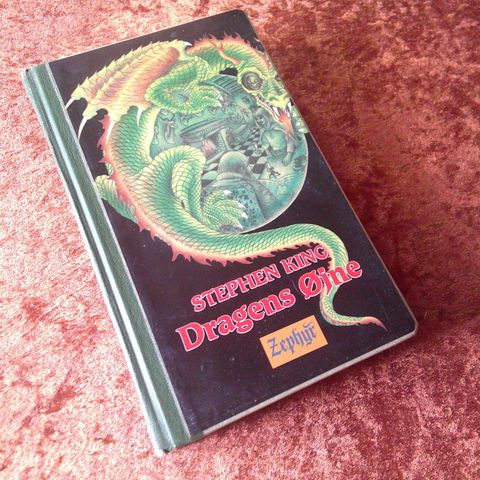 STEPHEN KING
Dragens Øjne
Zephyr